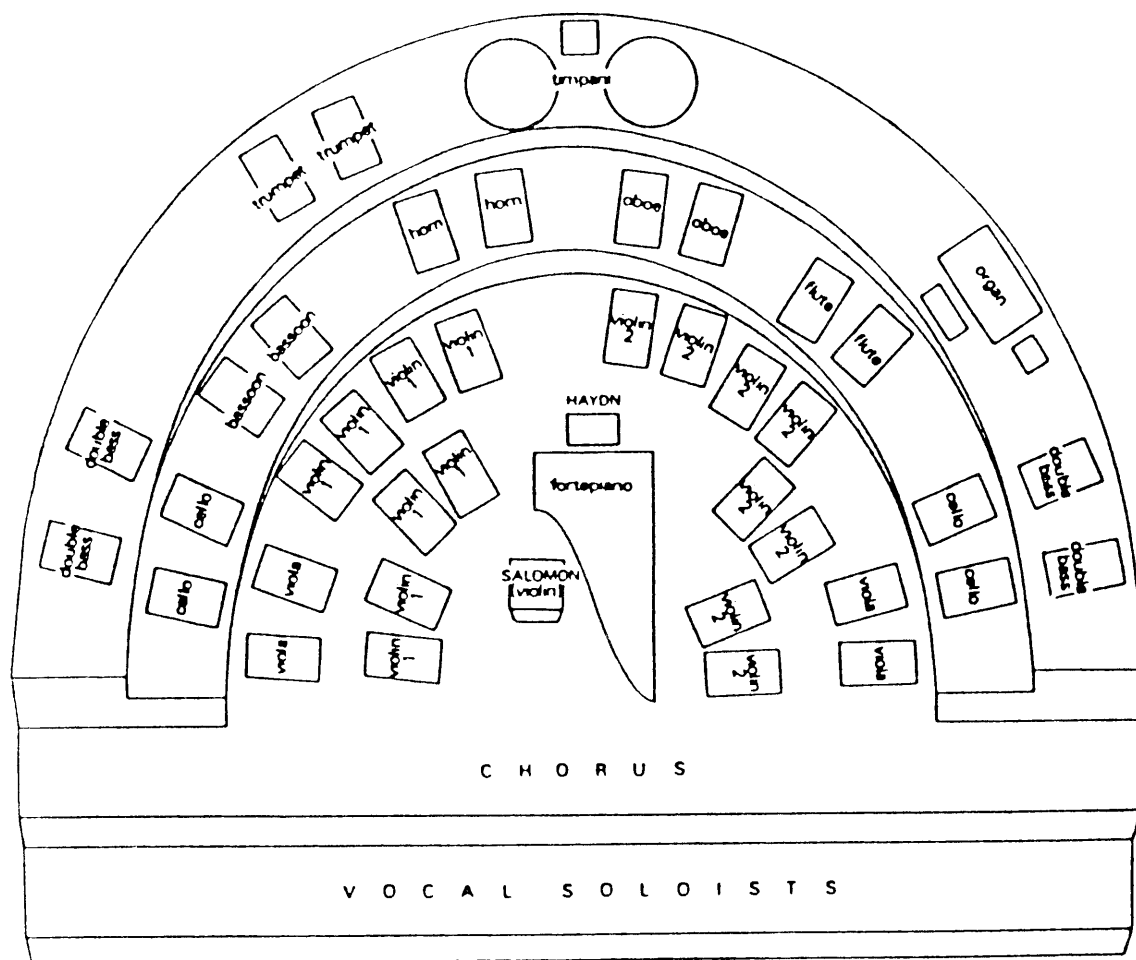 timpani
trumpet
trumpet
horn
horn
oboe
oboe
organ
flute
flute
bassoon
bassoon
violin
1
violin
1
violin
1
violin
1
violin
1
violin
1
violin
2
violin
2
violin
2
violin
2
violin
2
violin
2
HAYDN
fortepiano
double
bass
double
bass
cello
cello
viola
viola
violin
1
violin
1
SALOMON
(violin)
violin
2
violin
2
viola
viola
cello
cello
double
bass
double
bass
CHORUS
VOCAL SOLOISTS